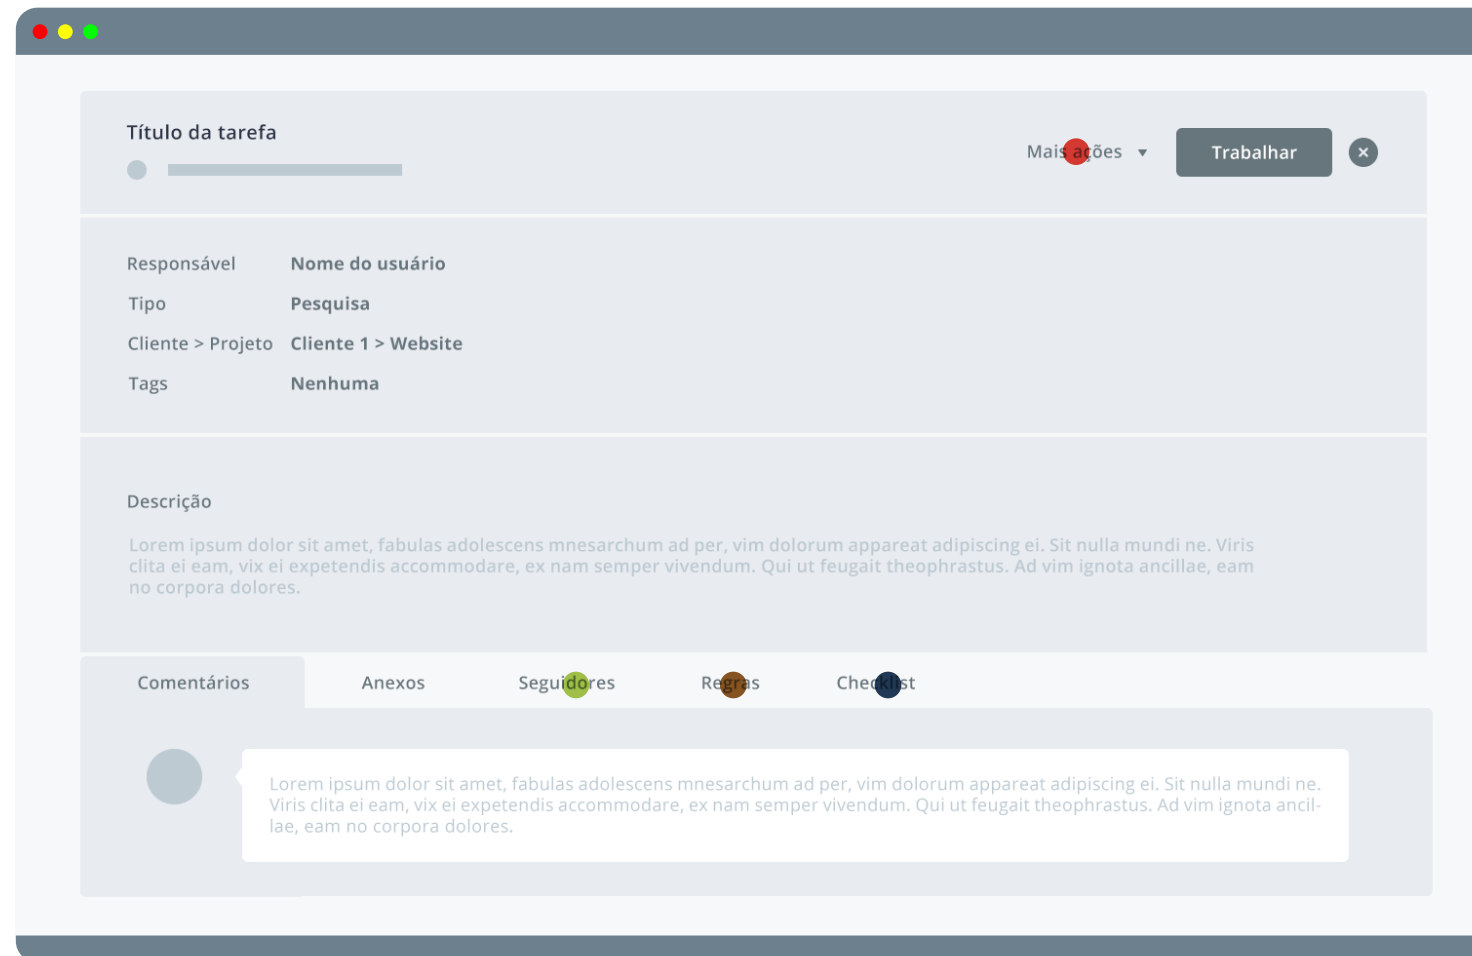 Título da tarefa
Mais ações
Trabalhar
Responsável Nome do usuário
Tipo Pesquisa
Cliente > Projeto Cliente 1 > Website
Tags Nenhuma
Descrição
Lorem ipsum dolor sit amet, fabulas adolescens mnesarchum ad per, vim dolorum appareat adipiscing ei. Sit nulla mundi ne. Viris
clita ei eam, vix ei expetendis accommodare, ex nam semper vivendum. Qui ut feugait theophrastus. Ad vim ignota ancillae, eam
no corpora dolores.
Comentários Anexos Seguidores Regras Checklist
Lorem ipsum dolor sit amet, fabulas adolescens mnesarchum ad per, vim dolorum appareat adipiscing ei. Sit nulla mundi ne.
Viris clita ei eam, vix ei expetendis accommodare, ex nam semper vivendum. Qui ut feugait theophrastus. Ad vim ignota ancil-
lae, eam no corpora dolores.